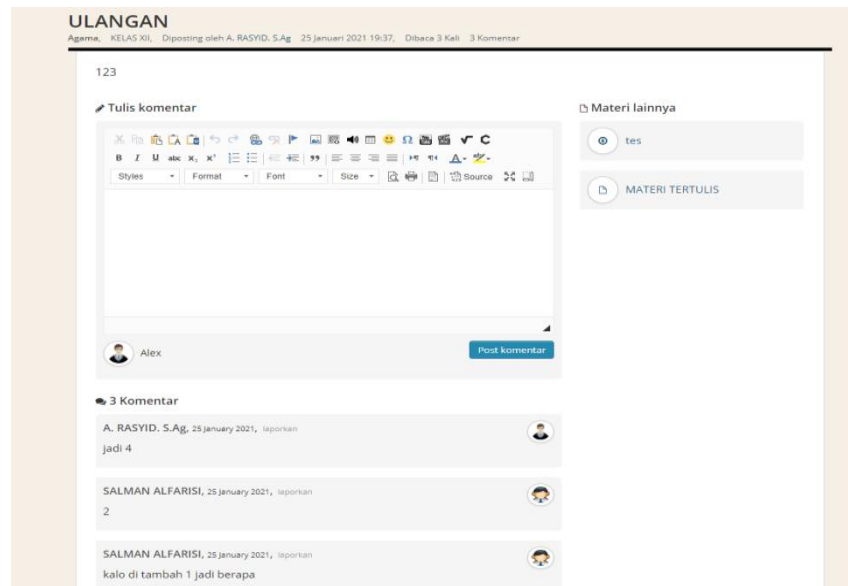 ULANGAN
Agama, KELAS XII, Diposting oleh A. RASYID. S.Ag 25 Januari 2021 19:37, Dibaca 3 Kali 3 Komentar
123
Tulis komentar
Materi lainnya
tes
MATERI TERTULIS
B I U abc x₂ x²
Styles Format Font Size Source
Alex
Post komentar
3 Komentar
A. RASYID. S.Ag, 25 January 2021, laporkan
jadi 4
SALMAN ALFARISI, 25 January 2021, laporkan
2
SALMAN ALFARISI, 25 January 2021, laporkan
kalo di tambah 1 jadi berapa